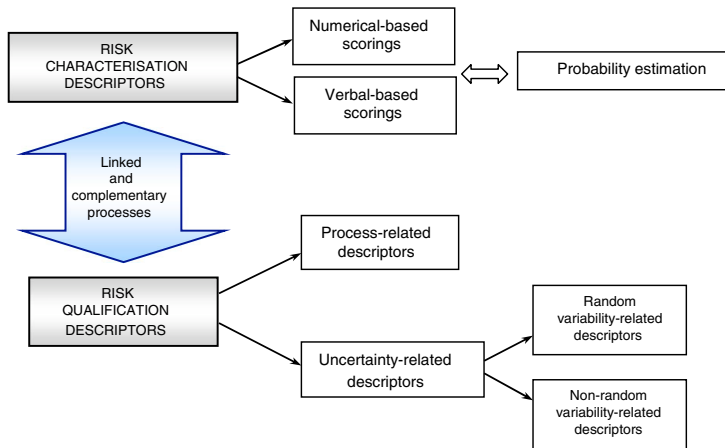 RISK
CHARACTERISATION
DESCRIPTORS
Numerical-based
scorings
Verbal-based
scorings
Probability estimation
Linked
and
complementary
processes
RISK
QUALIFICATION
DESCRIPTORS
Process-related
descriptors
Uncertainty-related
descriptors
Random
variability-related
descriptors
Non-random
variability-related
descriptors